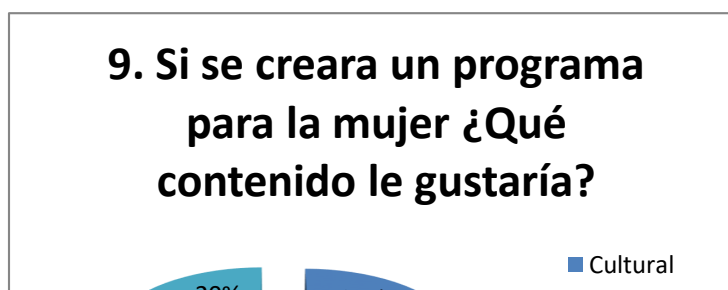 9. Si se creara un programa
para la mujer ¿Qué
contenido le gustaría?
Cultural